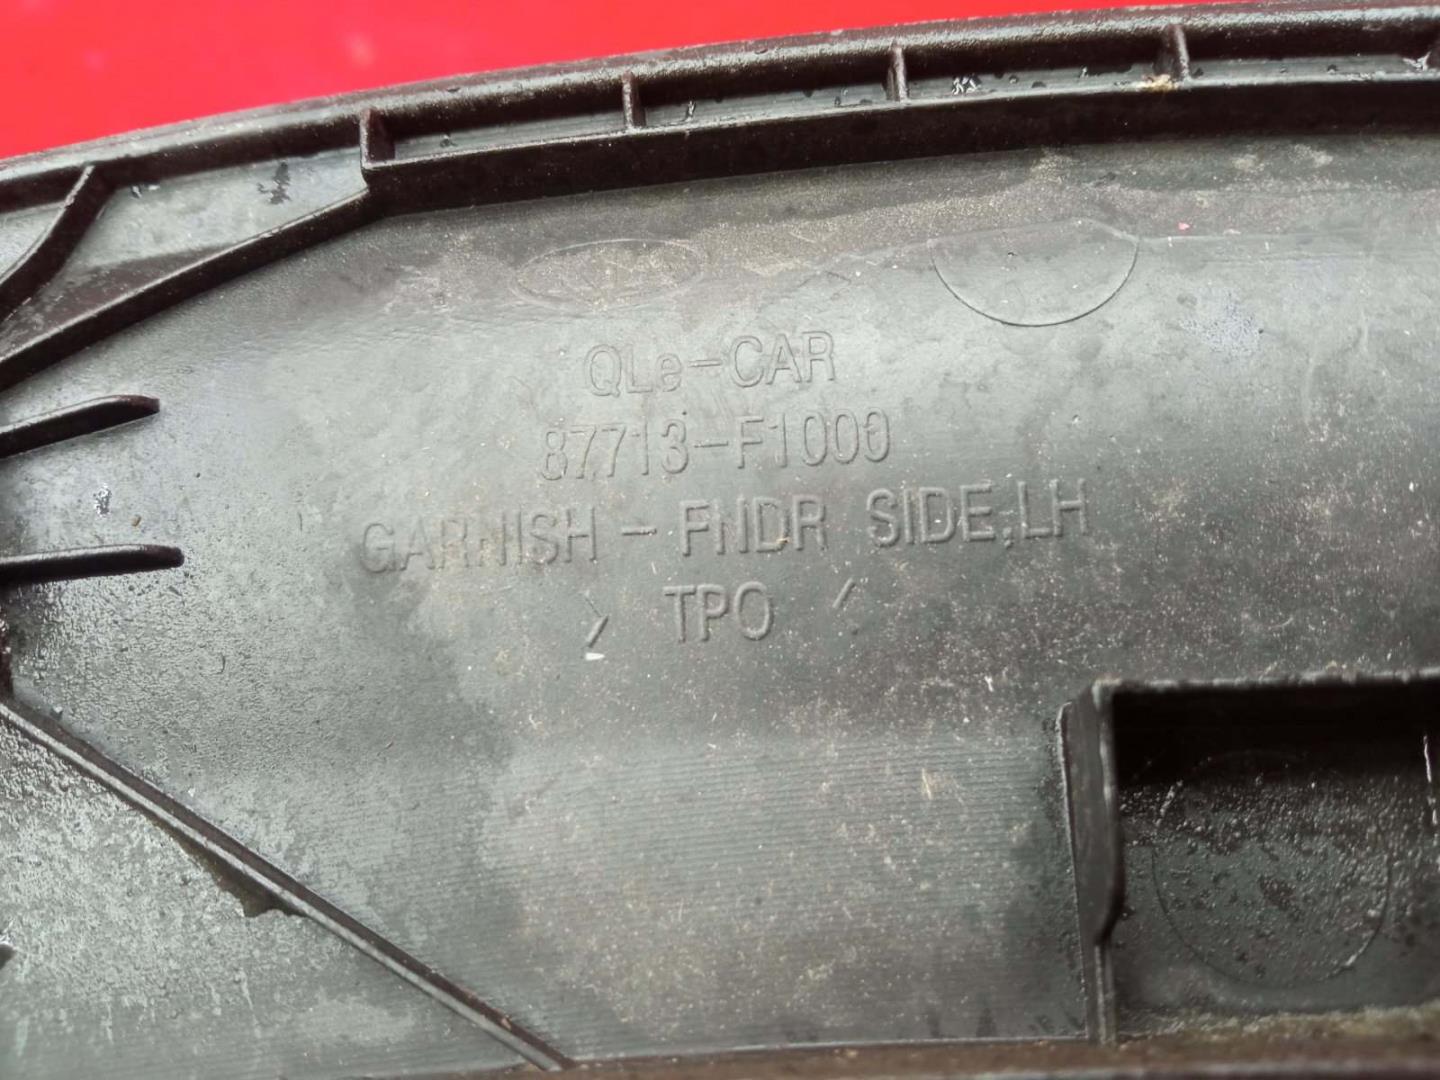 QLe-CAR
87713-F1000
GARNISH - FNDR SIDE,LH
> TPO <